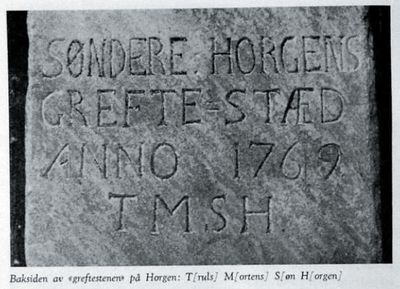 SØNDERE HORGENS
GREFTE=STÆD
ANNO 1769
T M.S H
Baksiden av «greftestenen» på Horgen: T[ruls] M[ortens] S[øn H[orgen]